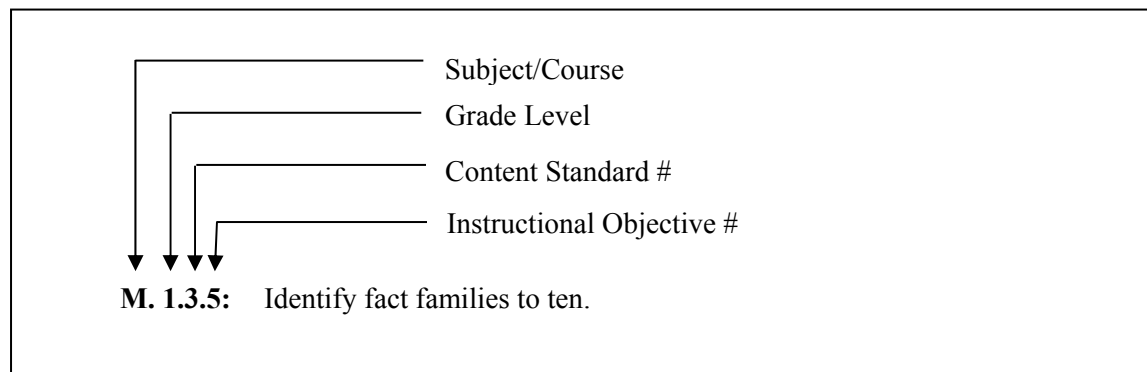 Subject/Course
Grade Level
Content Standard #
Instructional Objective #
M. 1.3.5: Identify fact families to ten.